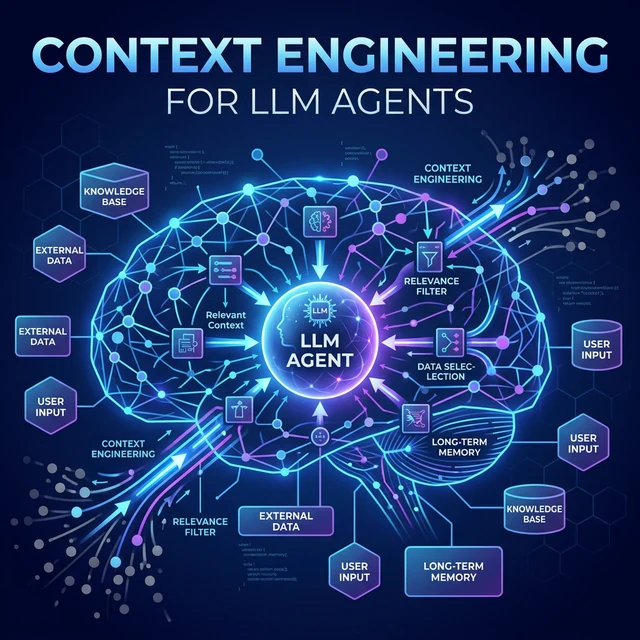 CONTEXT ENGINEERING
FOR LLM AGENTS
CONTEXT
ENGINEERING
KNOWLEDGE
BASE
EXTERNAL
DATA
RELEVANCE
FILTER
Relevant
Context
LLM
LLM
AGENT
EXTERNAL
DATA
DATA SELEC-
LECTION
USER
INPUT
USER
INPUT
CONTEXT
ENGINEERING
LONG-TERM
MEMORY
USER
INPUT
RELEVANCE
FILTER
EXTERNAL
DATA
KNOWLEDGE
BASE
USER
INPUT
LONG-TERM
MEMORY